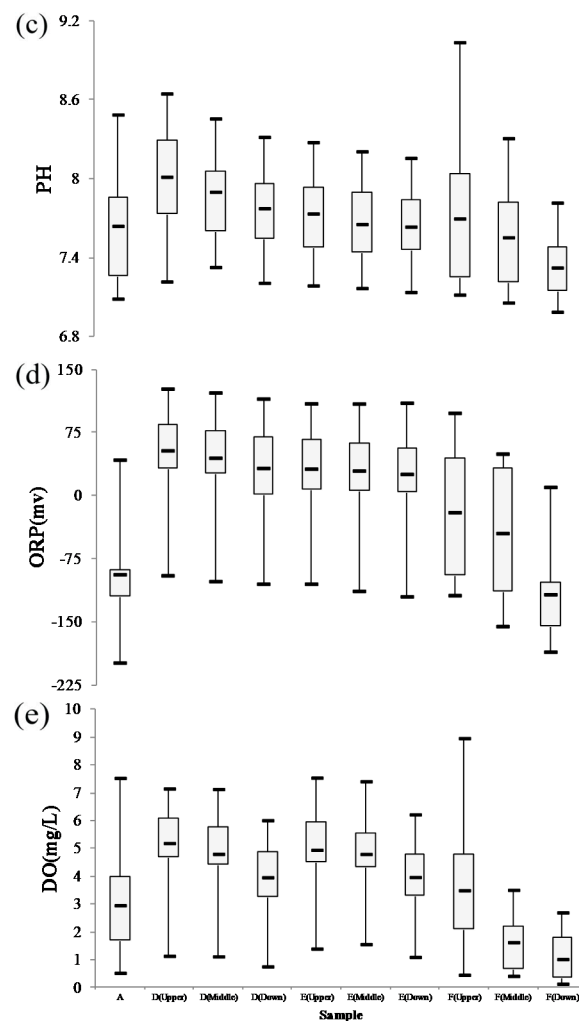 (c)
9.2
8.6
8
7.4
6.8
PH
(d)
150
75
0
-75
-150
-225
ORP(mv)
(e)
10
9
8
7
6
5
4
3
2
1
0
DO(mg/L)
A D(Upper) D(Middle) D(Down) E(Upper) E(Middle) E(Down) F(Upper) F(Middle) F(Down)
Sample